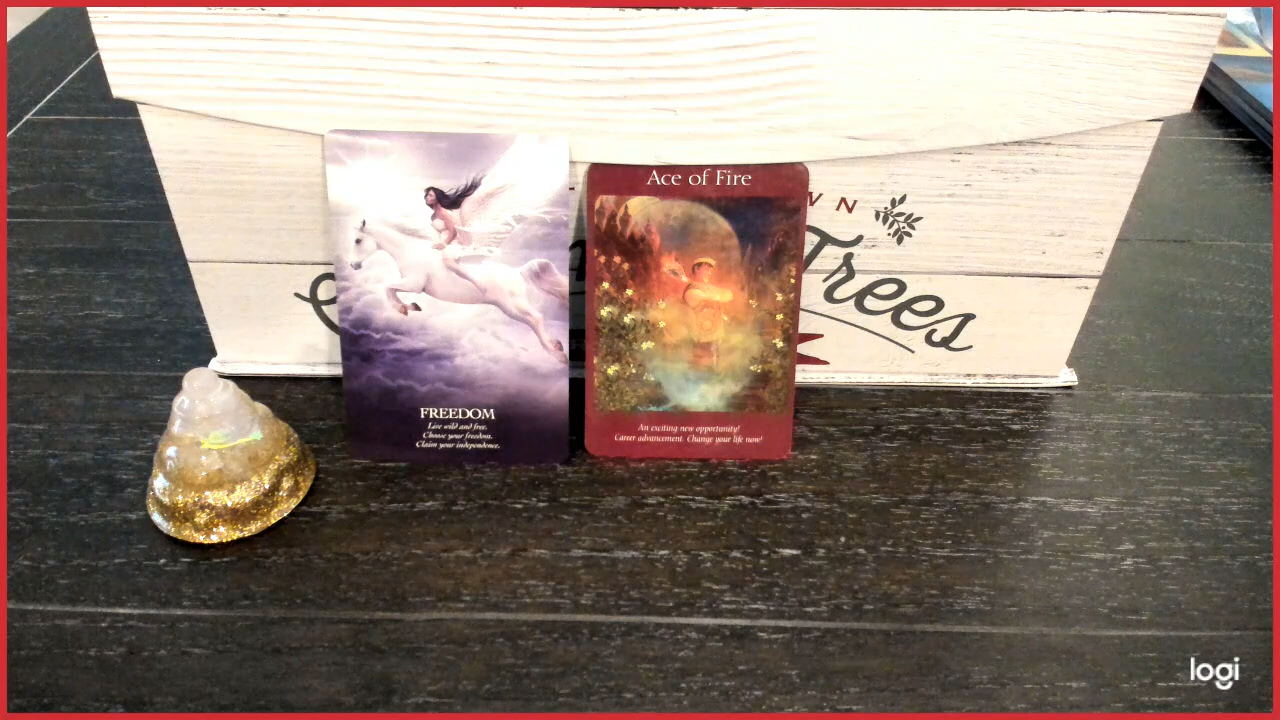 Ace of Fire
WN
Trees
FREEDOM
Live wild and free.
Choose your freedom.
Claim your independence.
An exciting new opportunity!
Career advancement. Change your life now!
logi